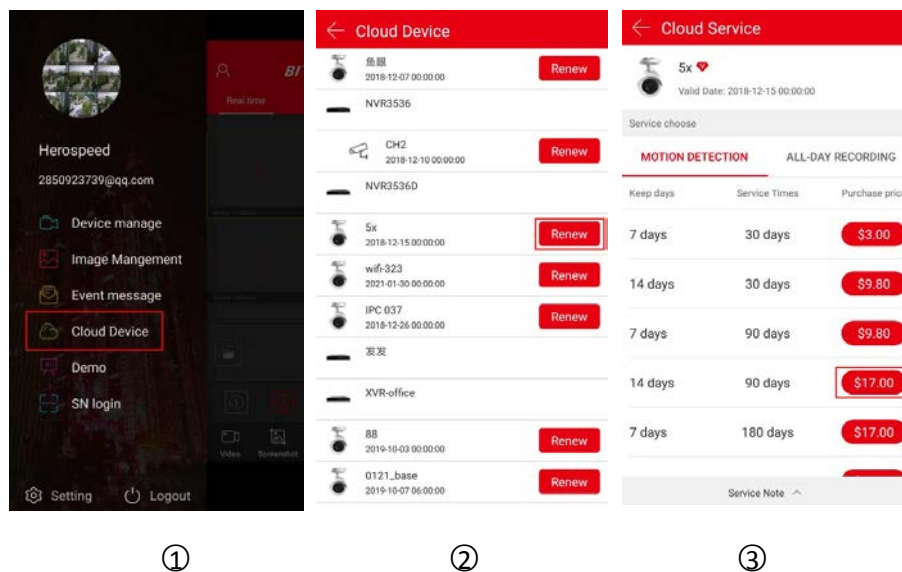 Herospeed
2850923739@qq.com
Device manage
Image Mangement
Event message
Cloud Device
Demo
SN login
Setting
Logout
Real time
Video
Screenshot
①
Cloud Device
鱼眼
2018-12-07 00:00:00
Renew
NVR3536
CH2
2018-12-10 00:00:00
Renew
NVR3536D
5x
2018-12-15 00:00:00
Renew
wifi-323
2021-01-30 00:00:00
Renew
IPC 037
2018-12-26 00:00:00
Renew
发发
XVR-office
88
2019-10-03 00:00:00
Renew
0121_base
2019-10-07 06:00:00
Renew
②
Cloud Service
5x
Valid Date: 2018-12-15 00:00:00
Service choose
MOTION DETECTION ALL-DAY RECORDING
Keep days Service Times Purchase price
7 days 30 days $3.00
14 days 30 days $9.80
7 days 90 days $9.80
14 days 90 days $17.00
7 days 180 days $17.00
Service Note
③